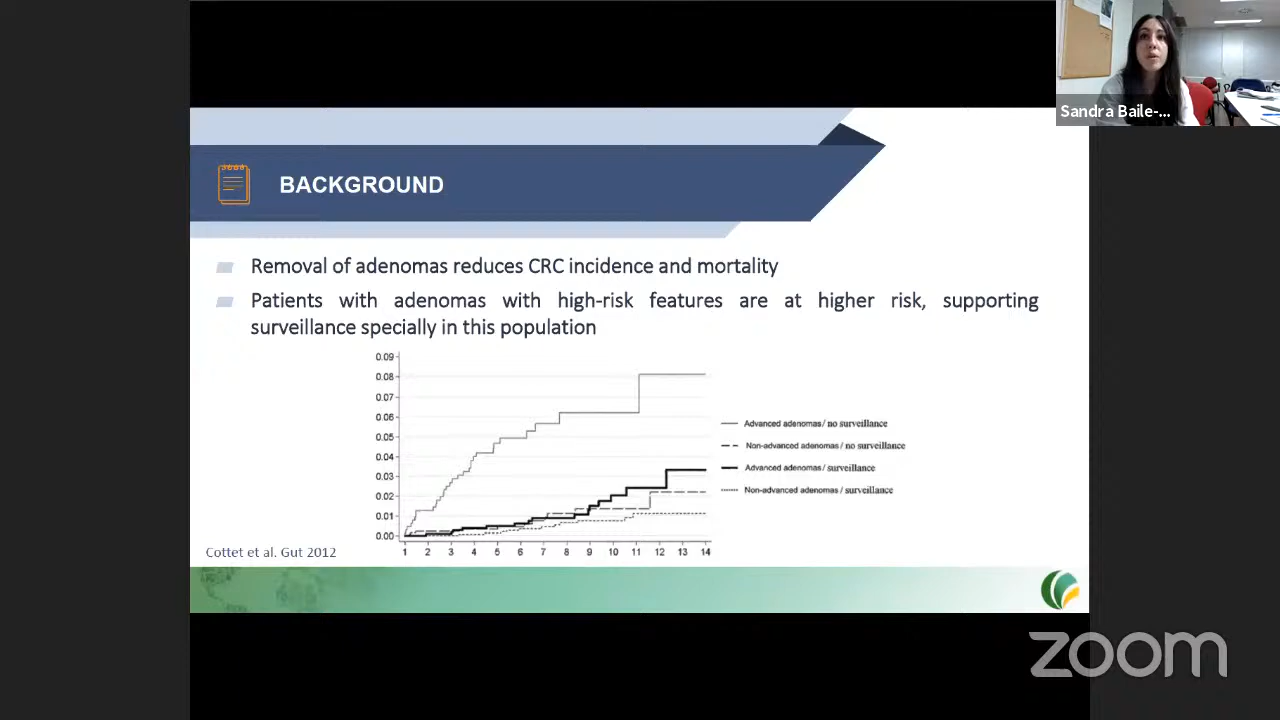 Sandra Baile-...
BACKGROUND
Removal of adenomas reduces CRC incidence and mortality
Patients with adenomas with high-risk features are at higher risk, supporting
surveillance specially in this population
0.09
0.08
0.07
0.06
0.05
0.04
0.03
0.02
0.01
0.00
1 2 3 4 5 6 7 8 9 10 11 12 13 14
Advanced adenomas/ no surveillance
Non-advanced adenomas/ no surveillance
Advanced adenomas/ surveillance
Non-advanced adenomas/ surveillance
Cottet et al. Gut 2012
zoom